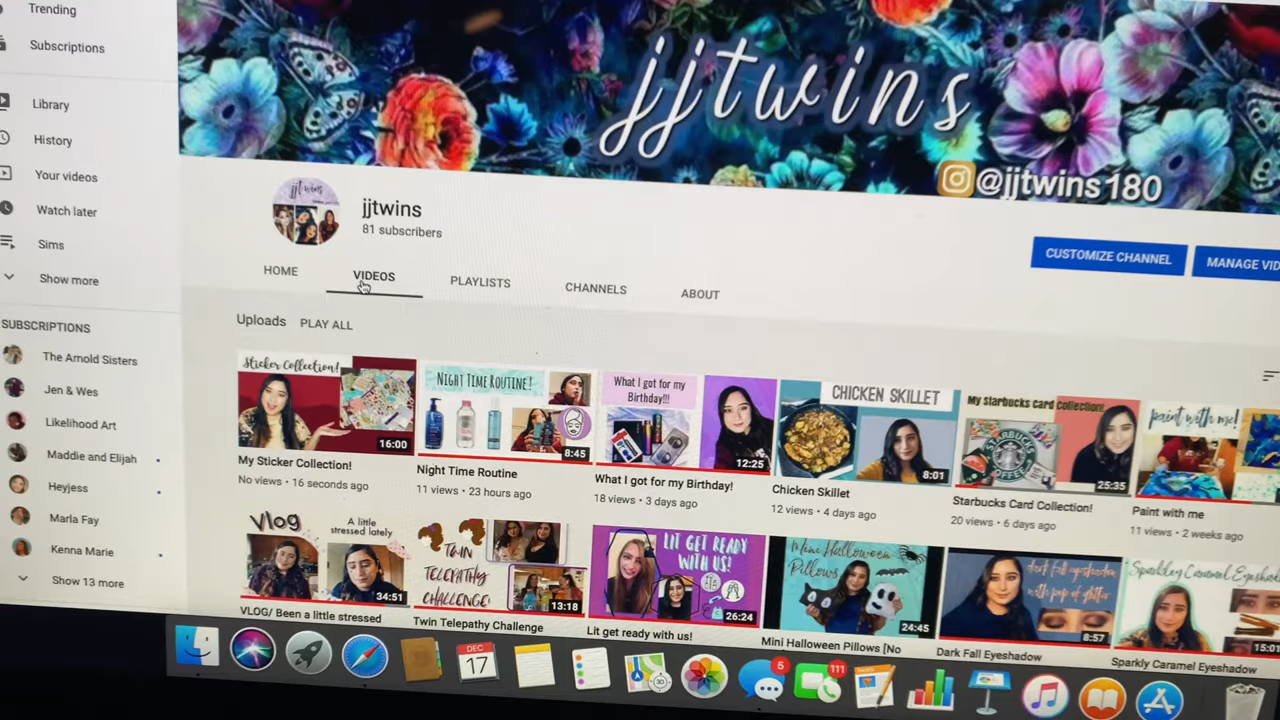 Trending
Subscriptions
Library
History
Your videos
Watch later
Sims
Show more
SUBSCRIPTIONS
The Arnold Sisters
Jen & Wes
Likelihood Art
Maddie and Elijah
Heyjess
Marla Fay
Kenna Marie
Show 13 more
jjtwins
@jjtwins180
jjtwins
jjtwins
81 subscribers
CUSTOMIZE CHANNEL
MANAGE VID
HOME
VIDEOS
PLAYLISTS
CHANNELS
ABOUT
Uploads
PLAY ALL
Sticker Collection!
16:00
My Sticker Collection!
No views • 16 seconds ago
NIGHT TIME ROUTINE!
8:45
Night Time Routine
11 views • 23 hours ago
What I got for my
Birthday!!!
12:25
What I got for my Birthday!
18 views • 3 days ago
CHICKEN SKILLET
8:01
Chicken Skillet
12 views • 4 days ago
My starbucks card collection!
STARBUCKS
COFFEE
25:35
Starbucks Card Collection!
20 views • 6 days ago
paint with me!
Paint with me
11 views • 2 weeks ago
Vlog
A little
stressed lately
34:51
VLOG/ Been a little stressed
TWIN
TELEPATHY
CHALLENGE!
13:18
Twin Telepathy Challenge
LIT GET READY
WITH US!
26:24
Lit get ready with us!
Mini Halloween
Pillows
24:45
Mini Halloween Pillows [No
dark fall eyeshadow
with pop of glitter
8:57
Dark Fall Eyeshadow
Sparkly Caramel Eyeshad
15:01
Sparkly Caramel Eyeshadow
DEC
17
5
111